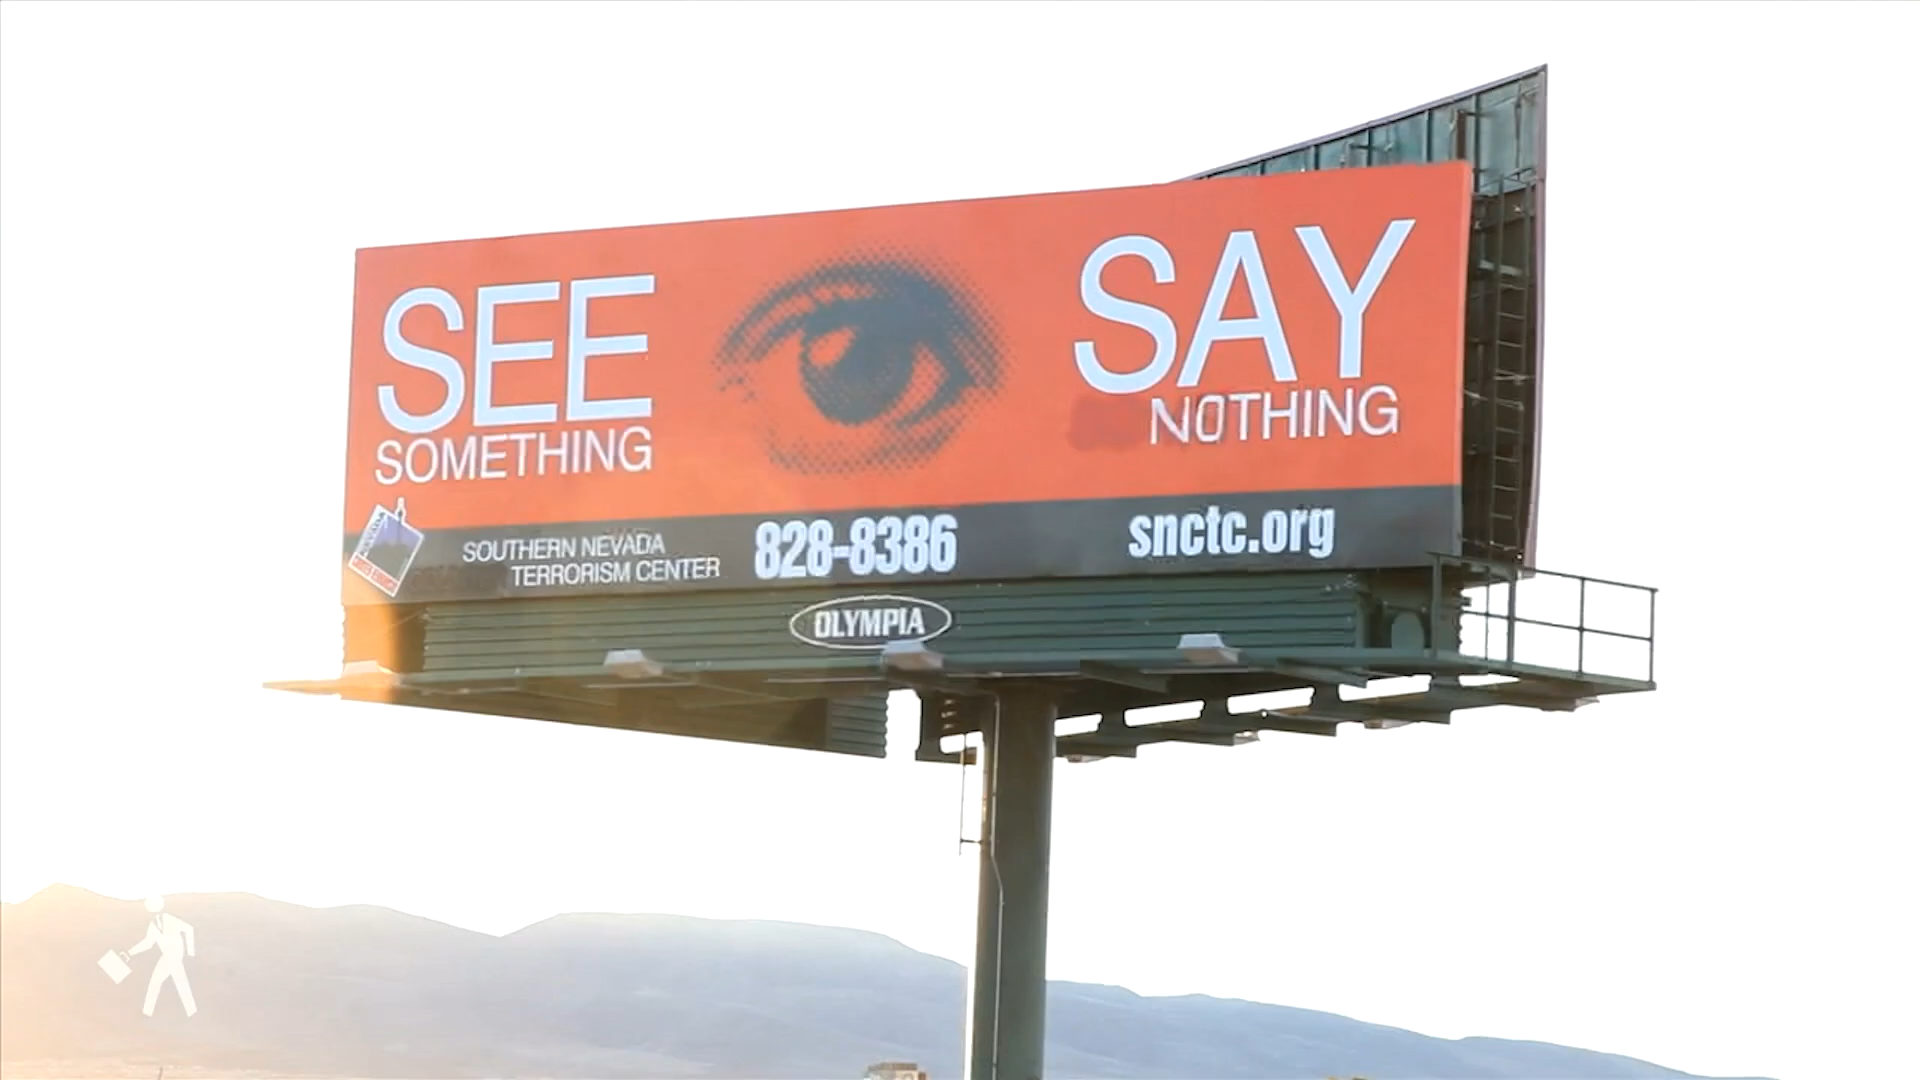 SEE
SOMETHING
SAY
NOTHING
SOUTHERN NEVADA
TERRORISM CENTER
828-8386
snctc.org
OLYMPIA